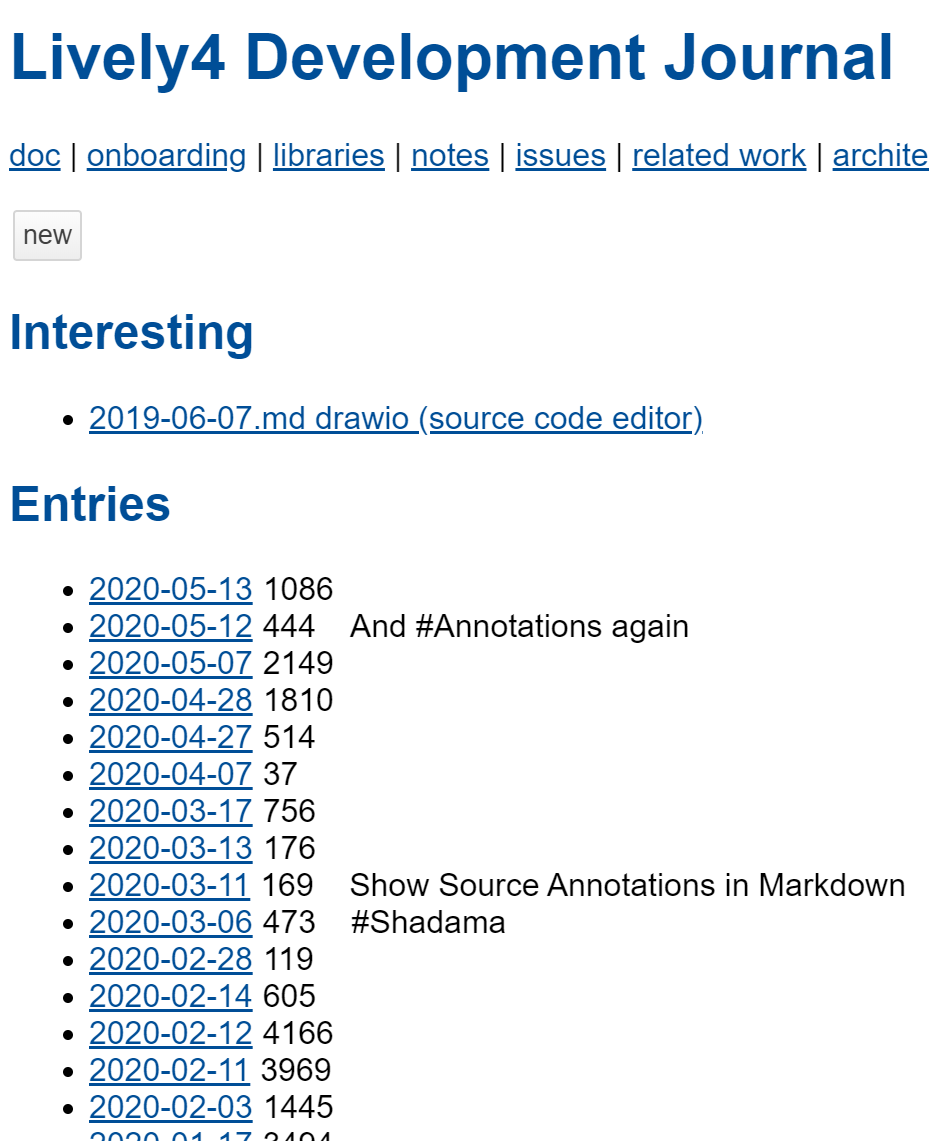 Lively4 Development Journal
doc | onboarding | libraries | notes | issues | related work | archite
new
Interesting
2019-06-07.md drawio (source code editor)
Entries
2020-05-13 1086
2020-05-12 444 And #Annotations again
2020-05-07 2149
2020-04-28 1810
2020-04-27 514
2020-04-07 37
2020-03-17 756
2020-03-13 176
2020-03-11 169 Show Source Annotations in Markdown
2020-03-06 473 #Shadama
2020-02-28 119
2020-02-14 605
2020-02-12 4166
2020-02-11 3969
2020-02-03 1445